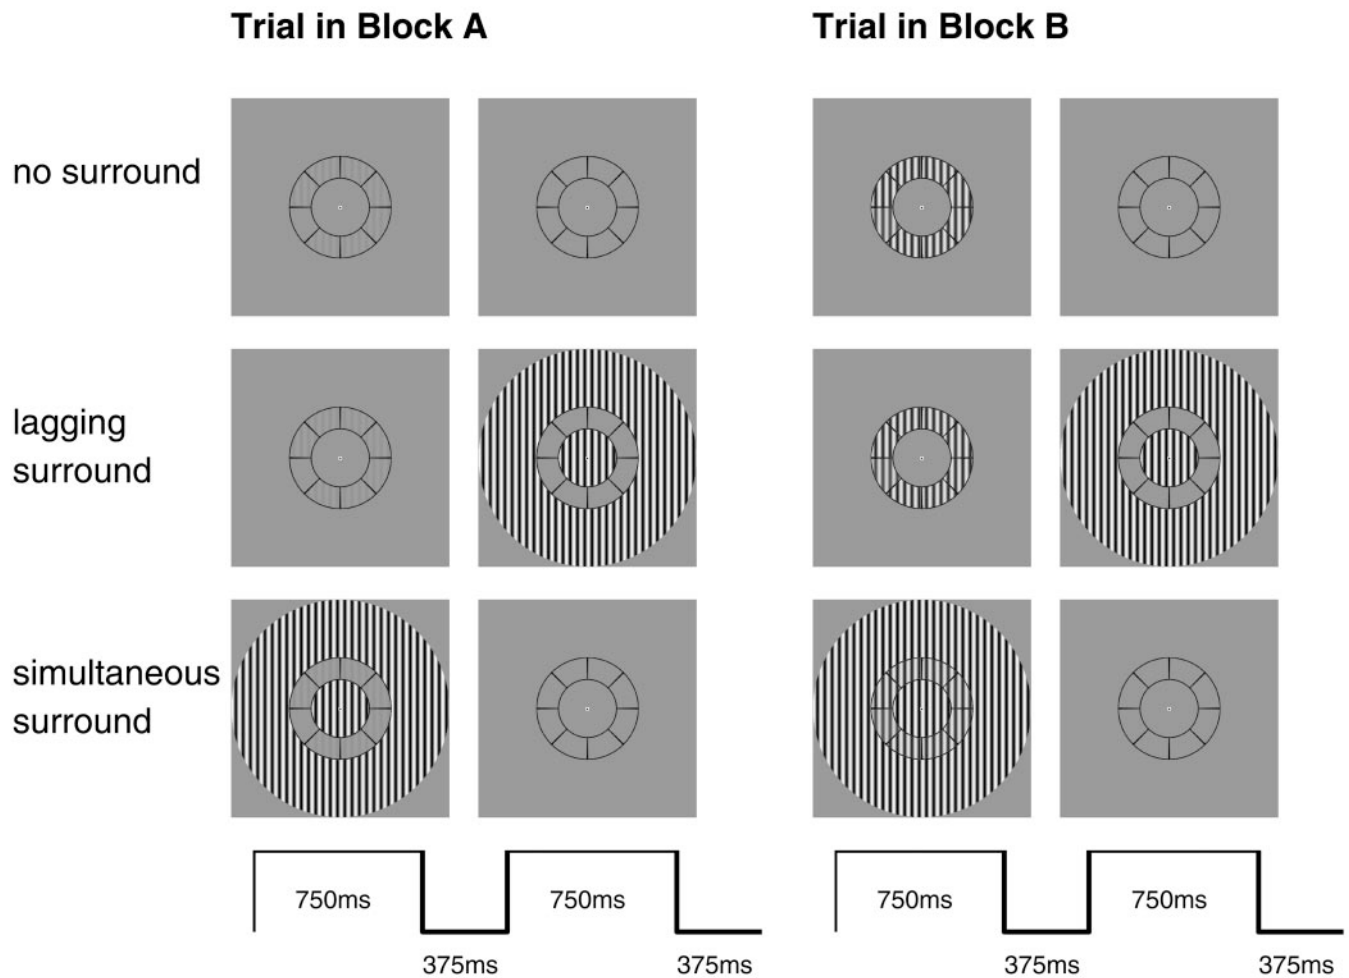 Trial in Block A
Trial in Block B
no surround
lagging
surround
simultaneous
surround
750ms
750ms
750ms
750ms
375ms
375ms
375ms
375ms